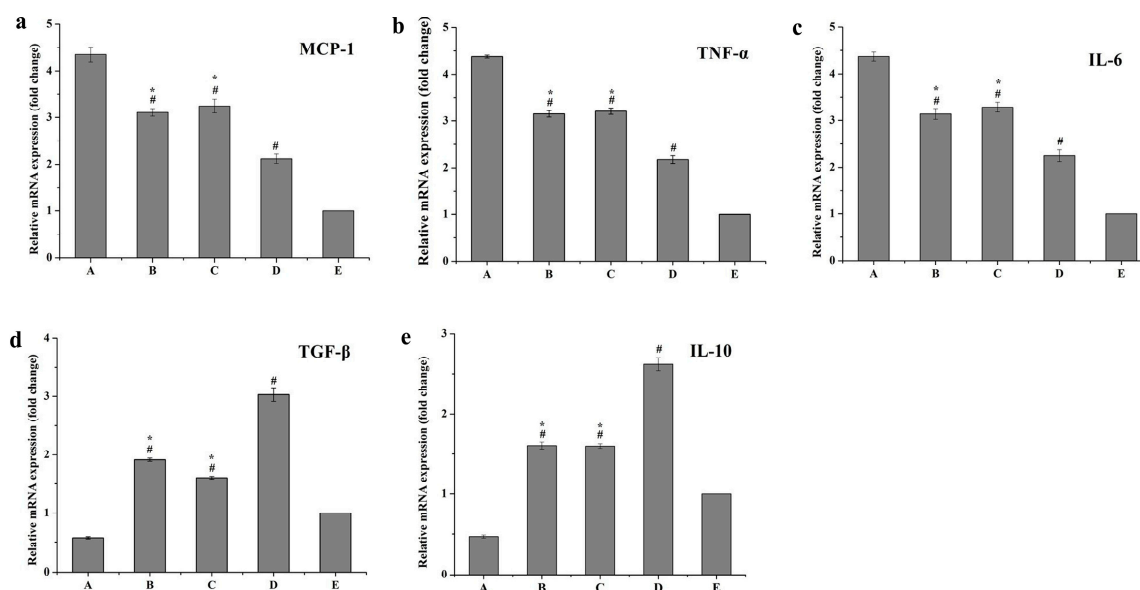 a
MCP-1
Relative mRNA expression (fold change)
5
4
3
2
1
0
*
#
*
#
#
A B C D E
b
TNF-α
Relative mRNA expression (fold change)
5
4
3
2
1
0
*
#
*
#
#
A B C D E
c
IL-6
Relative mRNA expression (fold change)
5
4
3
2
1
0
*
#
*
#
#
A B C D E
d
TGF-β
Relative mRNA expression (fold change)
4
3
2
1
0
*
#
*
#
#
A B C D E
e
IL-10
Relative mRNA expression (fold change)
3
2
1
0
*
#
*
#
#
A B C D E